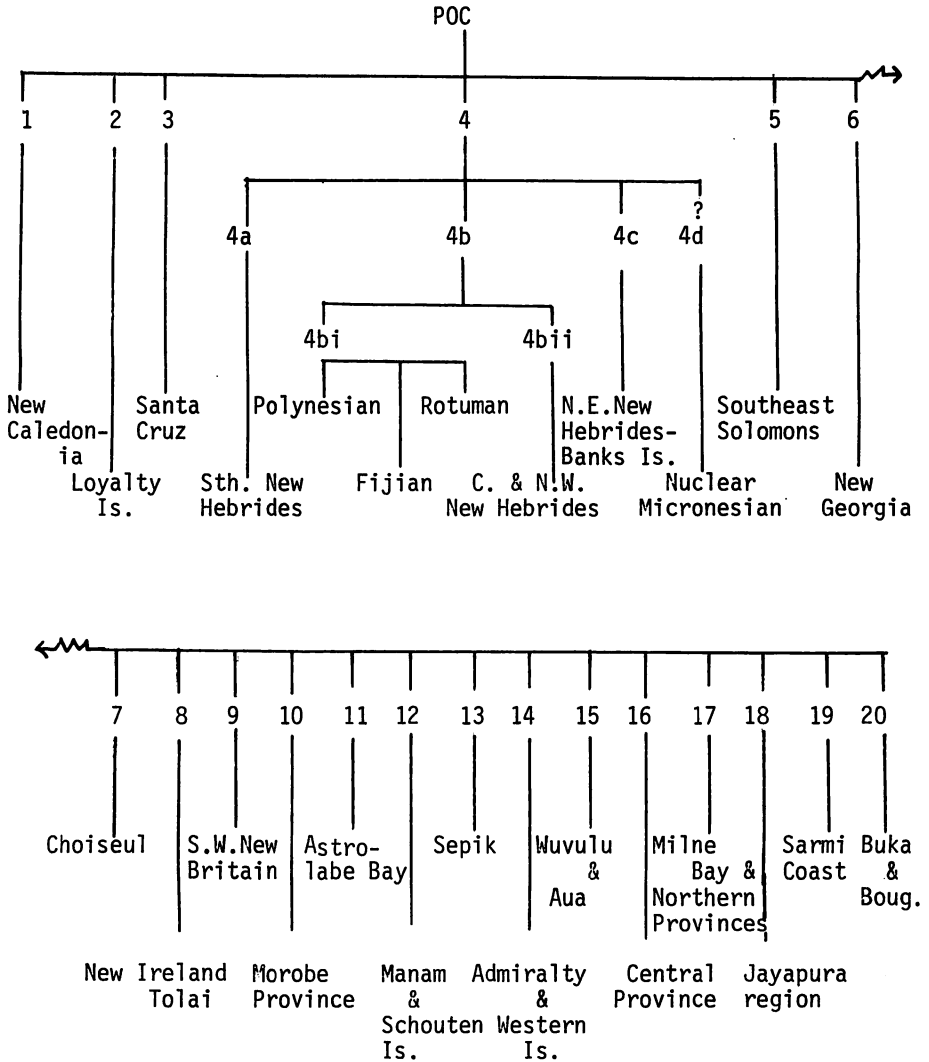 POC
1 2 3 4 5 6
?
4a 4b 4c 4d
4bi 4bii
New Santa Polynesian Rotuman N.E.New Southeast
Caledon- Cruz Hebrides- Solomons
ia Banks Is.
Loyalty Sth. New Fijian C. & N.W. Nuclear New
Is. Hebrides New Hebrides Micronesian Georgia
7 8 9 10 11 12 13 14 15 16 17 18 19 20
Choiseul S.W.New Astro- Sepik Wuvulu Milne Sarmi Buka
Britain labe Bay & Bay & Coast &
Aua Northern Boug.
Provinces
New Ireland Morobe Manam Admiralty Central Jayapura
Tolai Province & & Province region
Schouten Western
Is. Is.